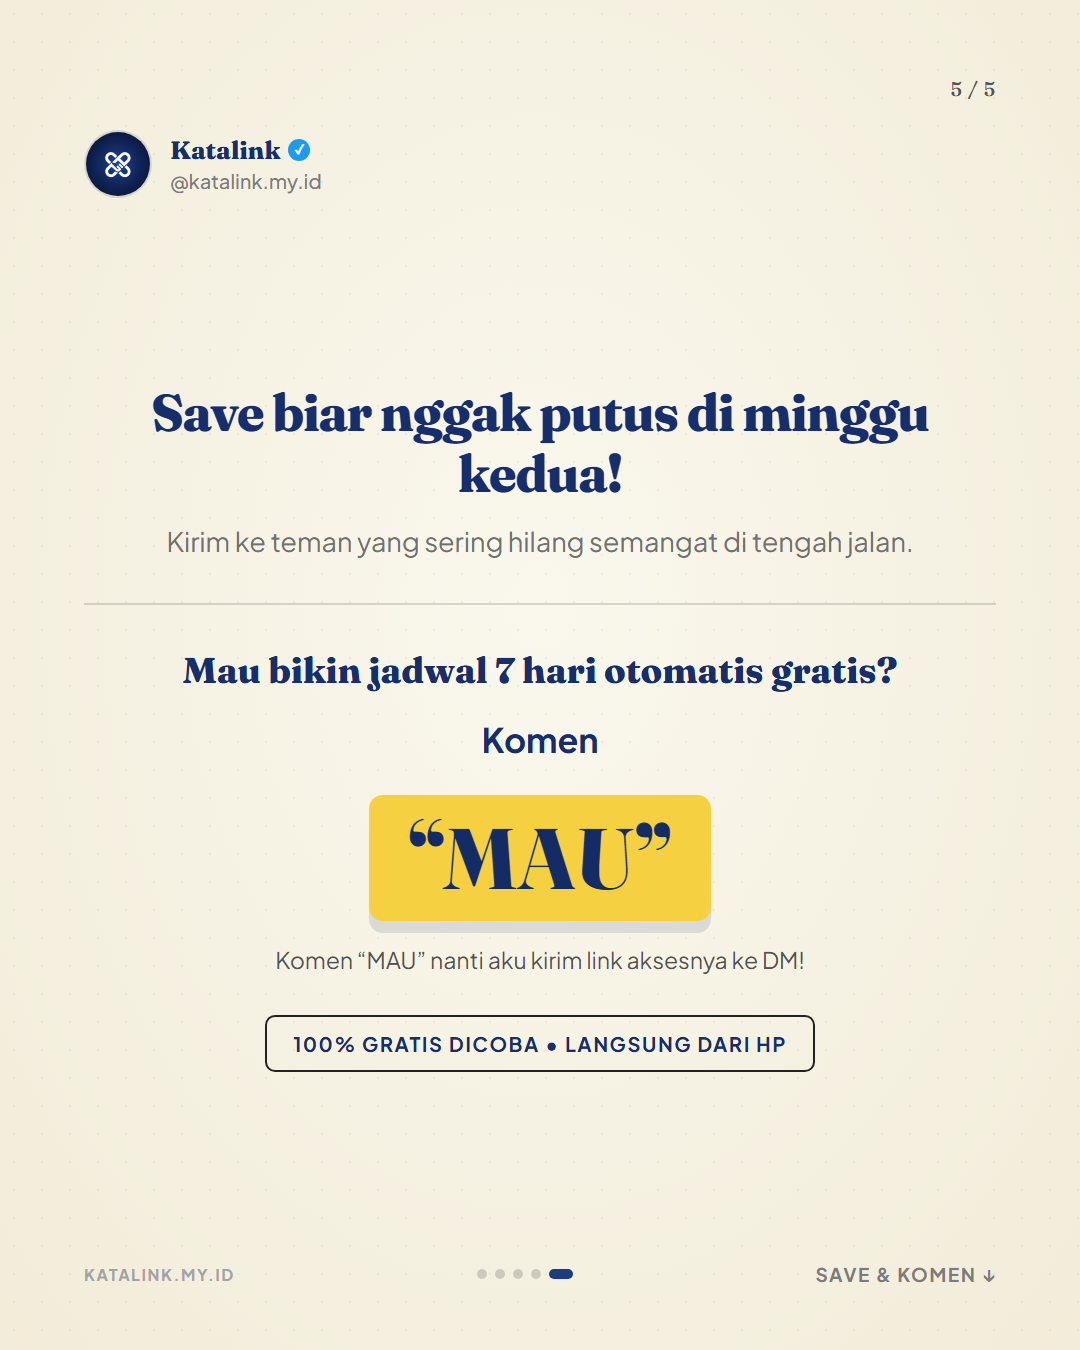 5 / 5
Katalink
@katalink.my.id
Save biar nggak putus di minggu
kedua!
Kirim ke teman yang sering hilang semangat di tengah jalan.
Mau bikin jadwal 7 hari otomatis gratis?
Komen
“MAU”
Komen “MAU” nanti aku kirim link aksesnya ke DM!
100% GRATIS DICOBA • LANGSUNG DARI HP
KATALINK.MY.ID
SAVE & KOMEN ↓